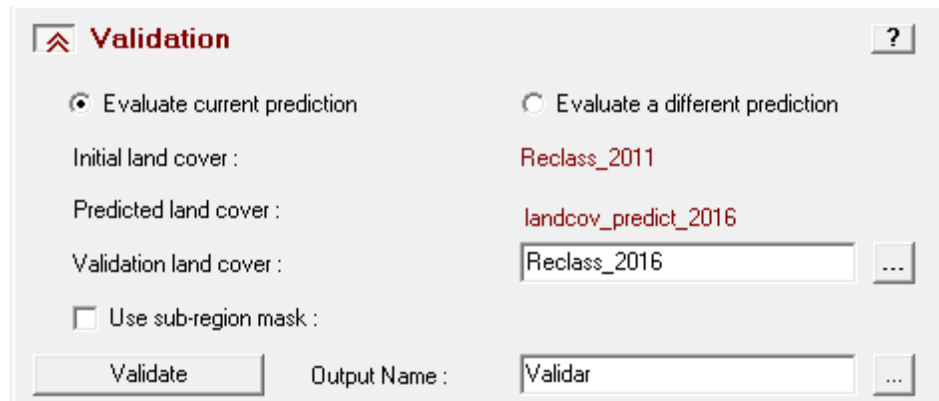 Validation ?
Evaluate current prediction Evaluate a different prediction
Initial land cover : Reclass_2011
Predicted land cover : landcov_predict_2016
Validation land cover : Reclass_2016 ...
Use sub-region mask :
Validate Output Name : Validar ...